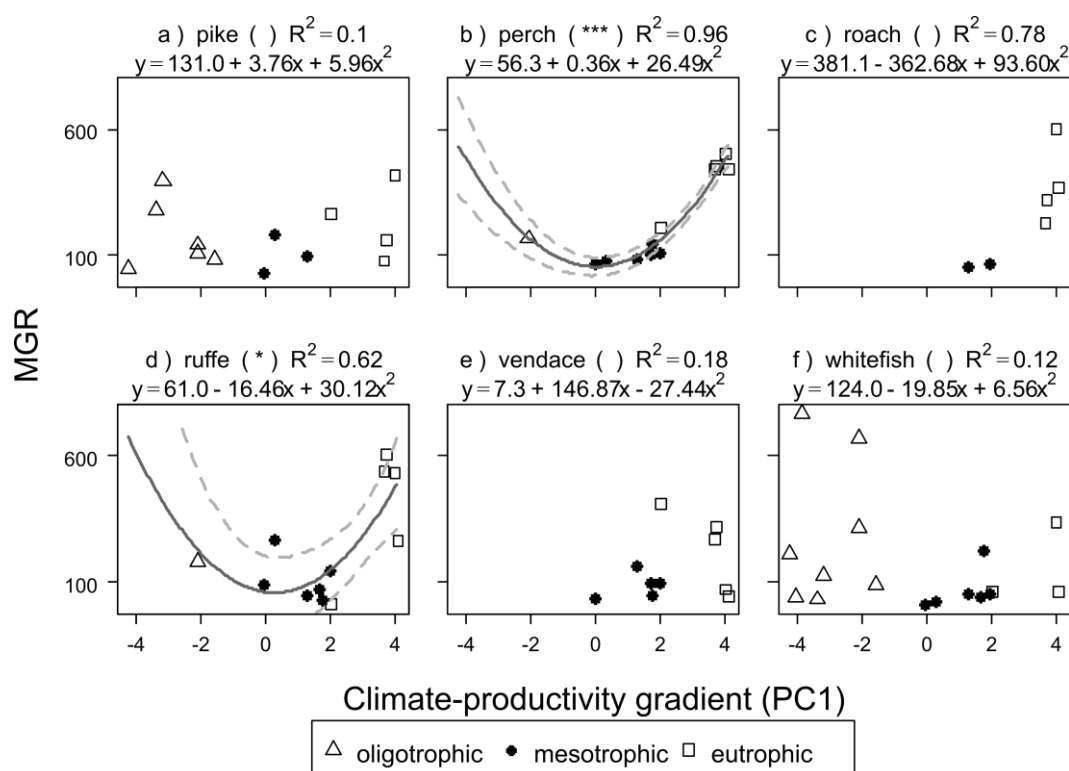 a ) pike ( ) R² = 0.1
y = 131.0 + 3.76x + 5.96x²
b ) perch (***) R² = 0.96
y = 56.3 + 0.36x + 26.49x²
c ) roach ( ) R² = 0.78
y = 381.1 - 362.68x + 93.60x²
600
100
MGR
d ) ruffe (*) R² = 0.62
y = 61.0 - 16.46x + 30.12x²
e ) vendace ( ) R² = 0.18
y = 7.3 + 146.87x - 27.44x²
f ) whitefish ( ) R² = 0.12
y = 124.0 - 19.85x + 6.56x²
600
100
-4 -2 0 2 4
-4 -2 0 2 4
-4 -2 0 2 4
Climate-productivity gradient (PC1)
oligotrophic mesotrophic eutrophic